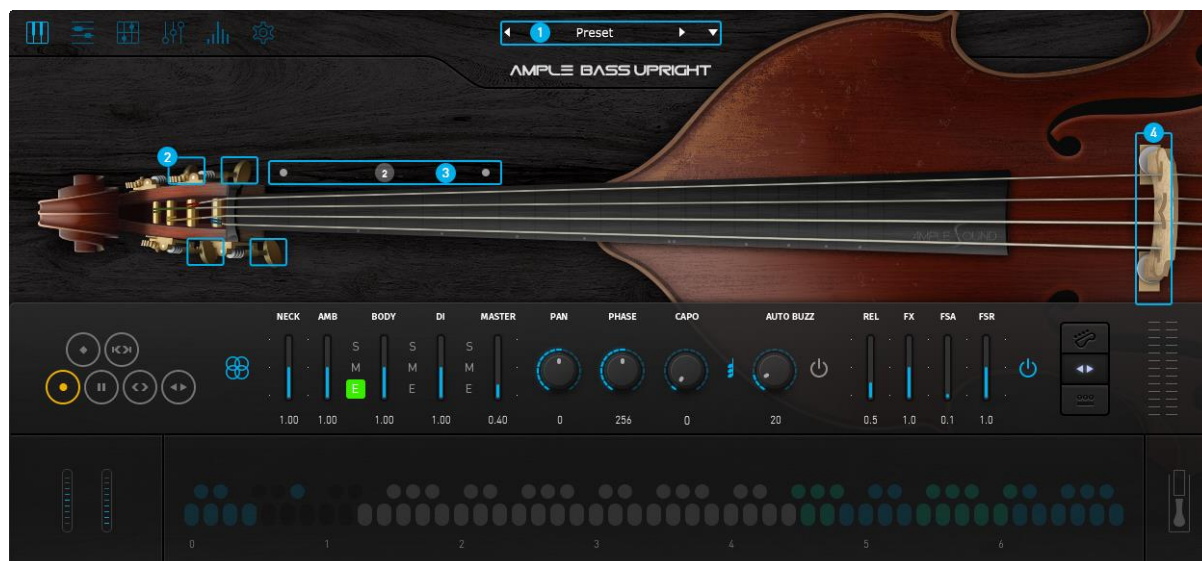 1 Preset
AMPLE BASS UPRIGHT
4
2
2 3
AMPLE SOUND
NECK AMB BODY DI MASTER PAN PHASE CAPO AUTO BUZZ REL FX FSA FSR
S S S
M M M
E E E
1.00 1.00 1.00 1.00 0.40 0 256 0 20 0.5 1.0 0.1 1.0
0 1 2 3 4 5 6